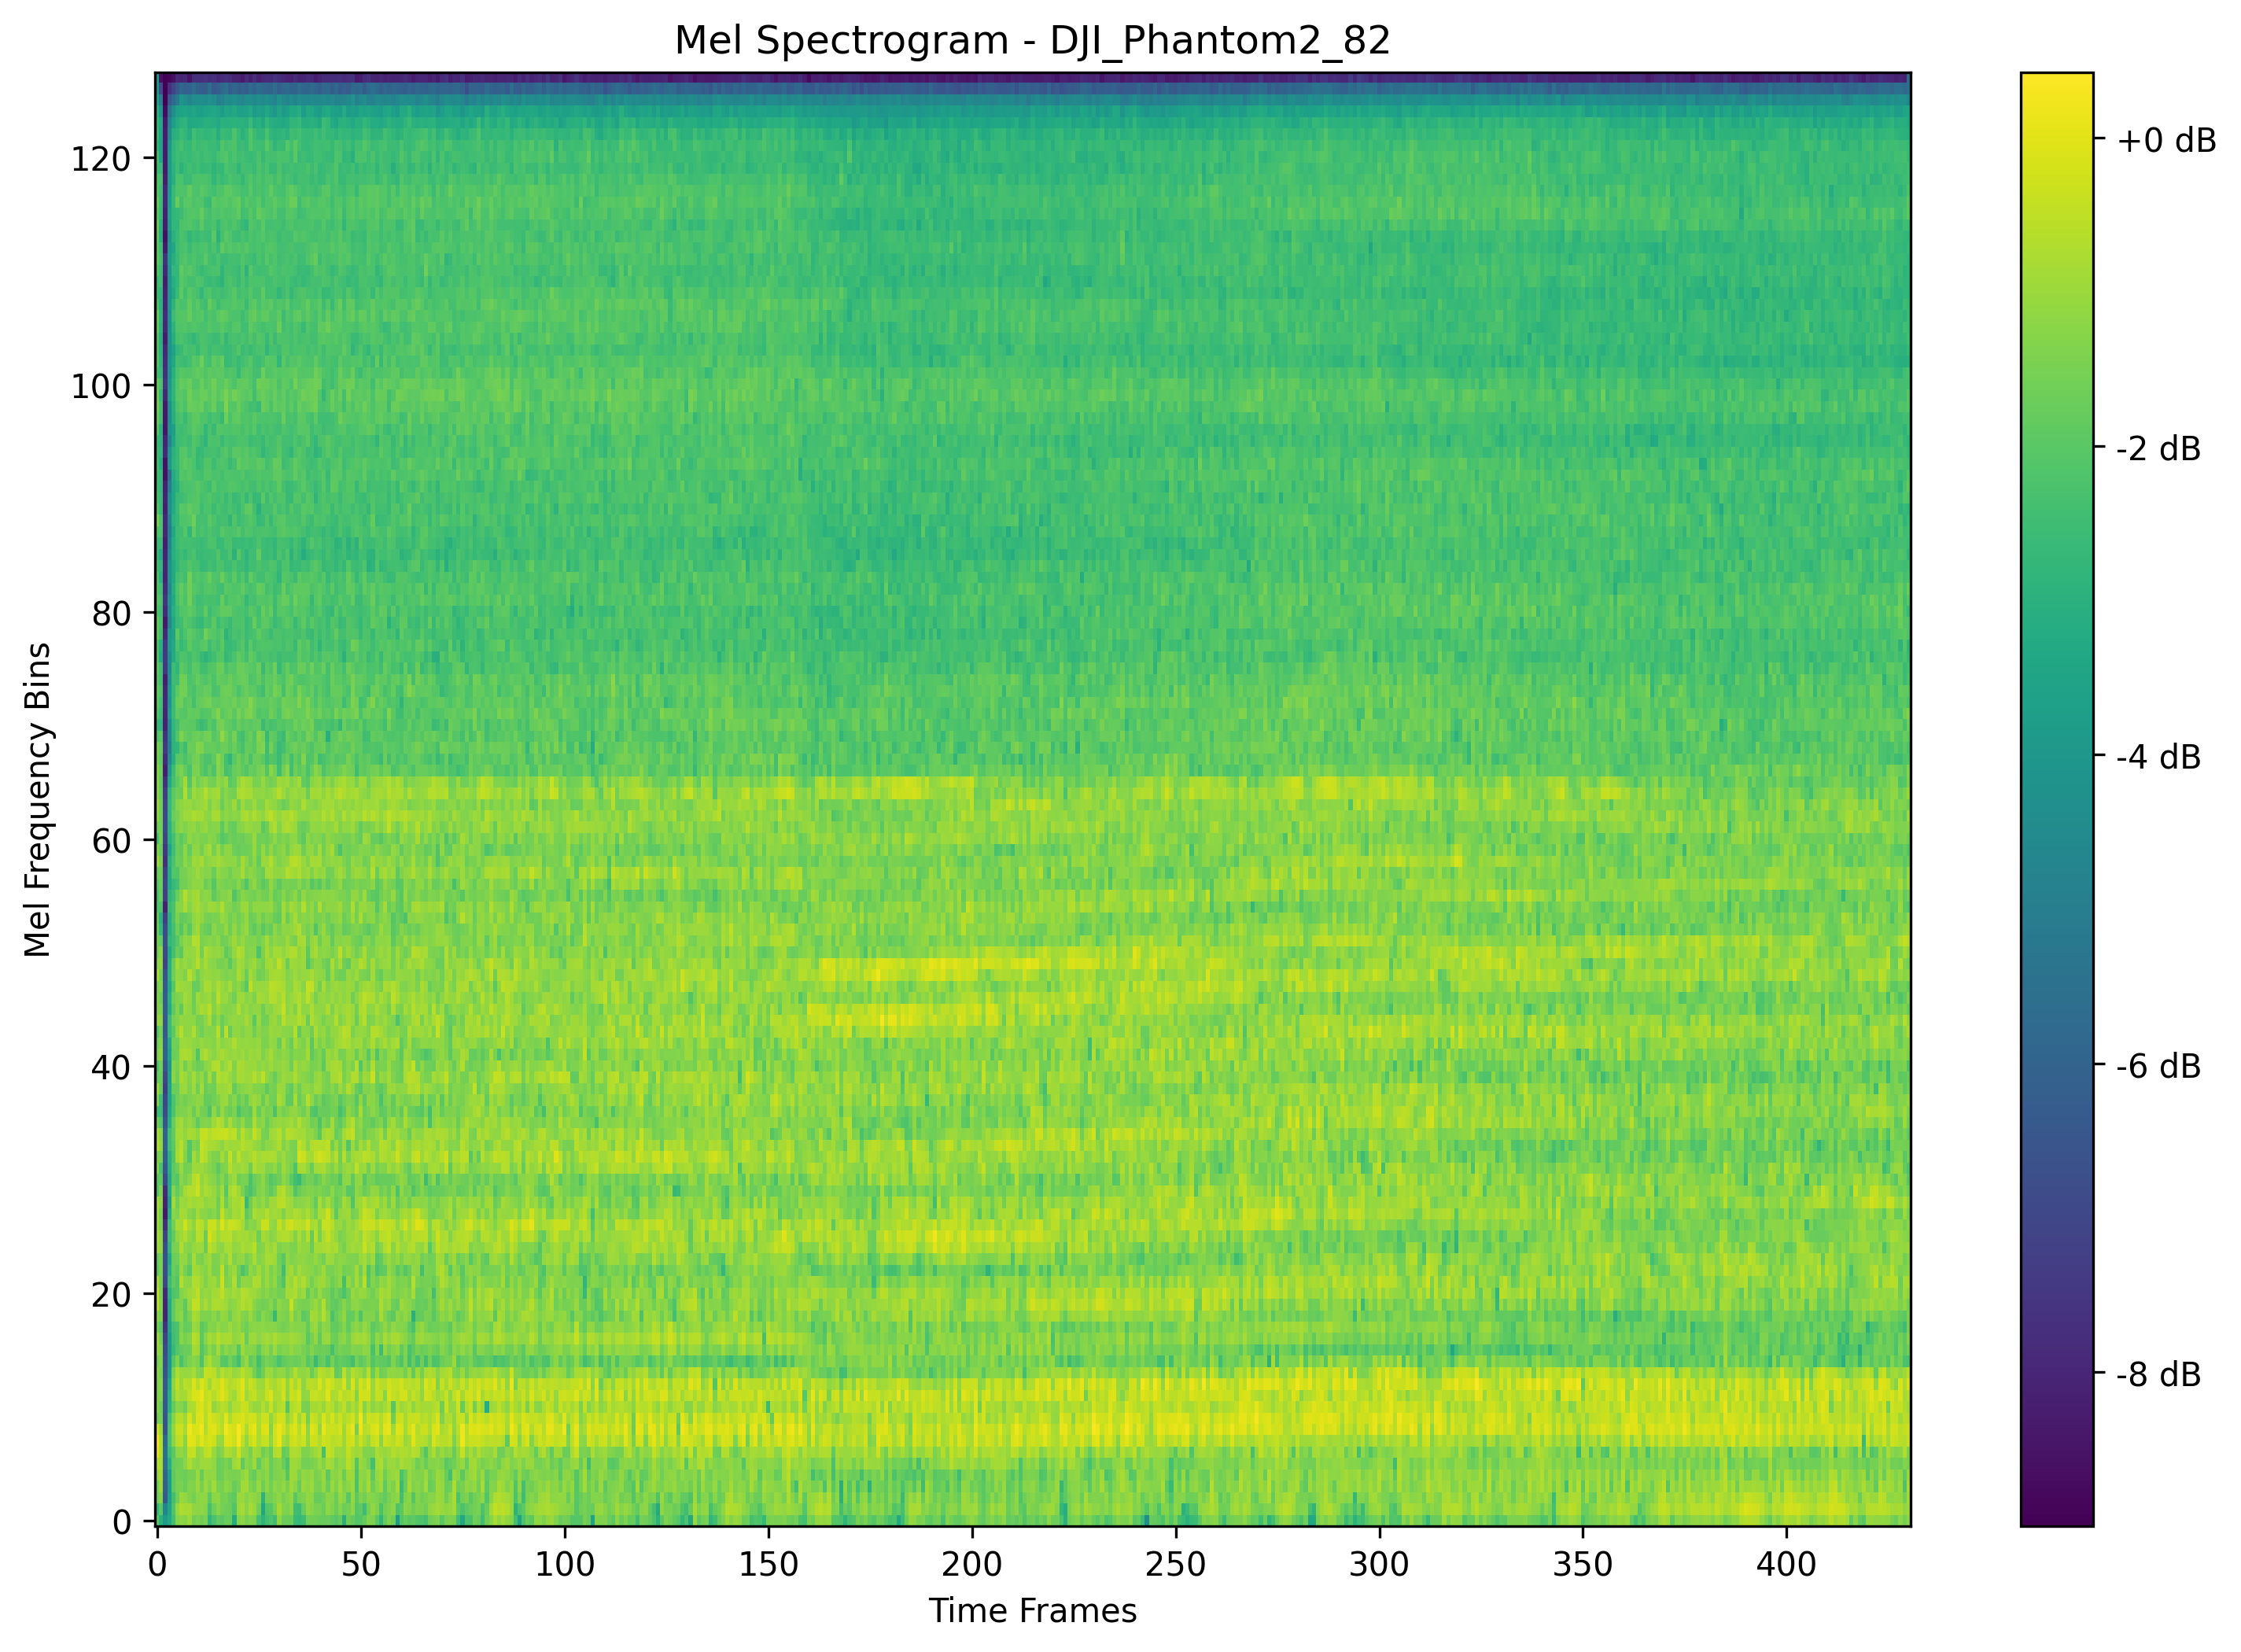 Mel Spectrogram - DJI_Phantom2_82
Mel Frequency Bins
120
100
80
60
40
20
0
0 50 100 150 200 250 300 350 400
Time Frames
+0 dB
-2 dB
-4 dB
-6 dB
-8 dB